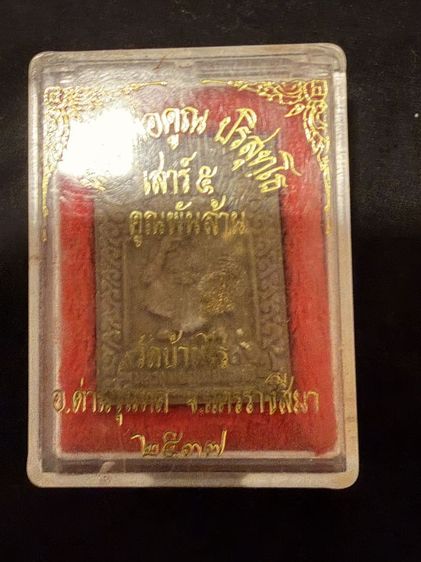 คุณ ปริสุทโธ
เสาร์ ๕
คูณพันล้าน
วัดบ้านไร่
อ.ด่านขุนทด จ.นครราชสีมา
๒๕๓๗